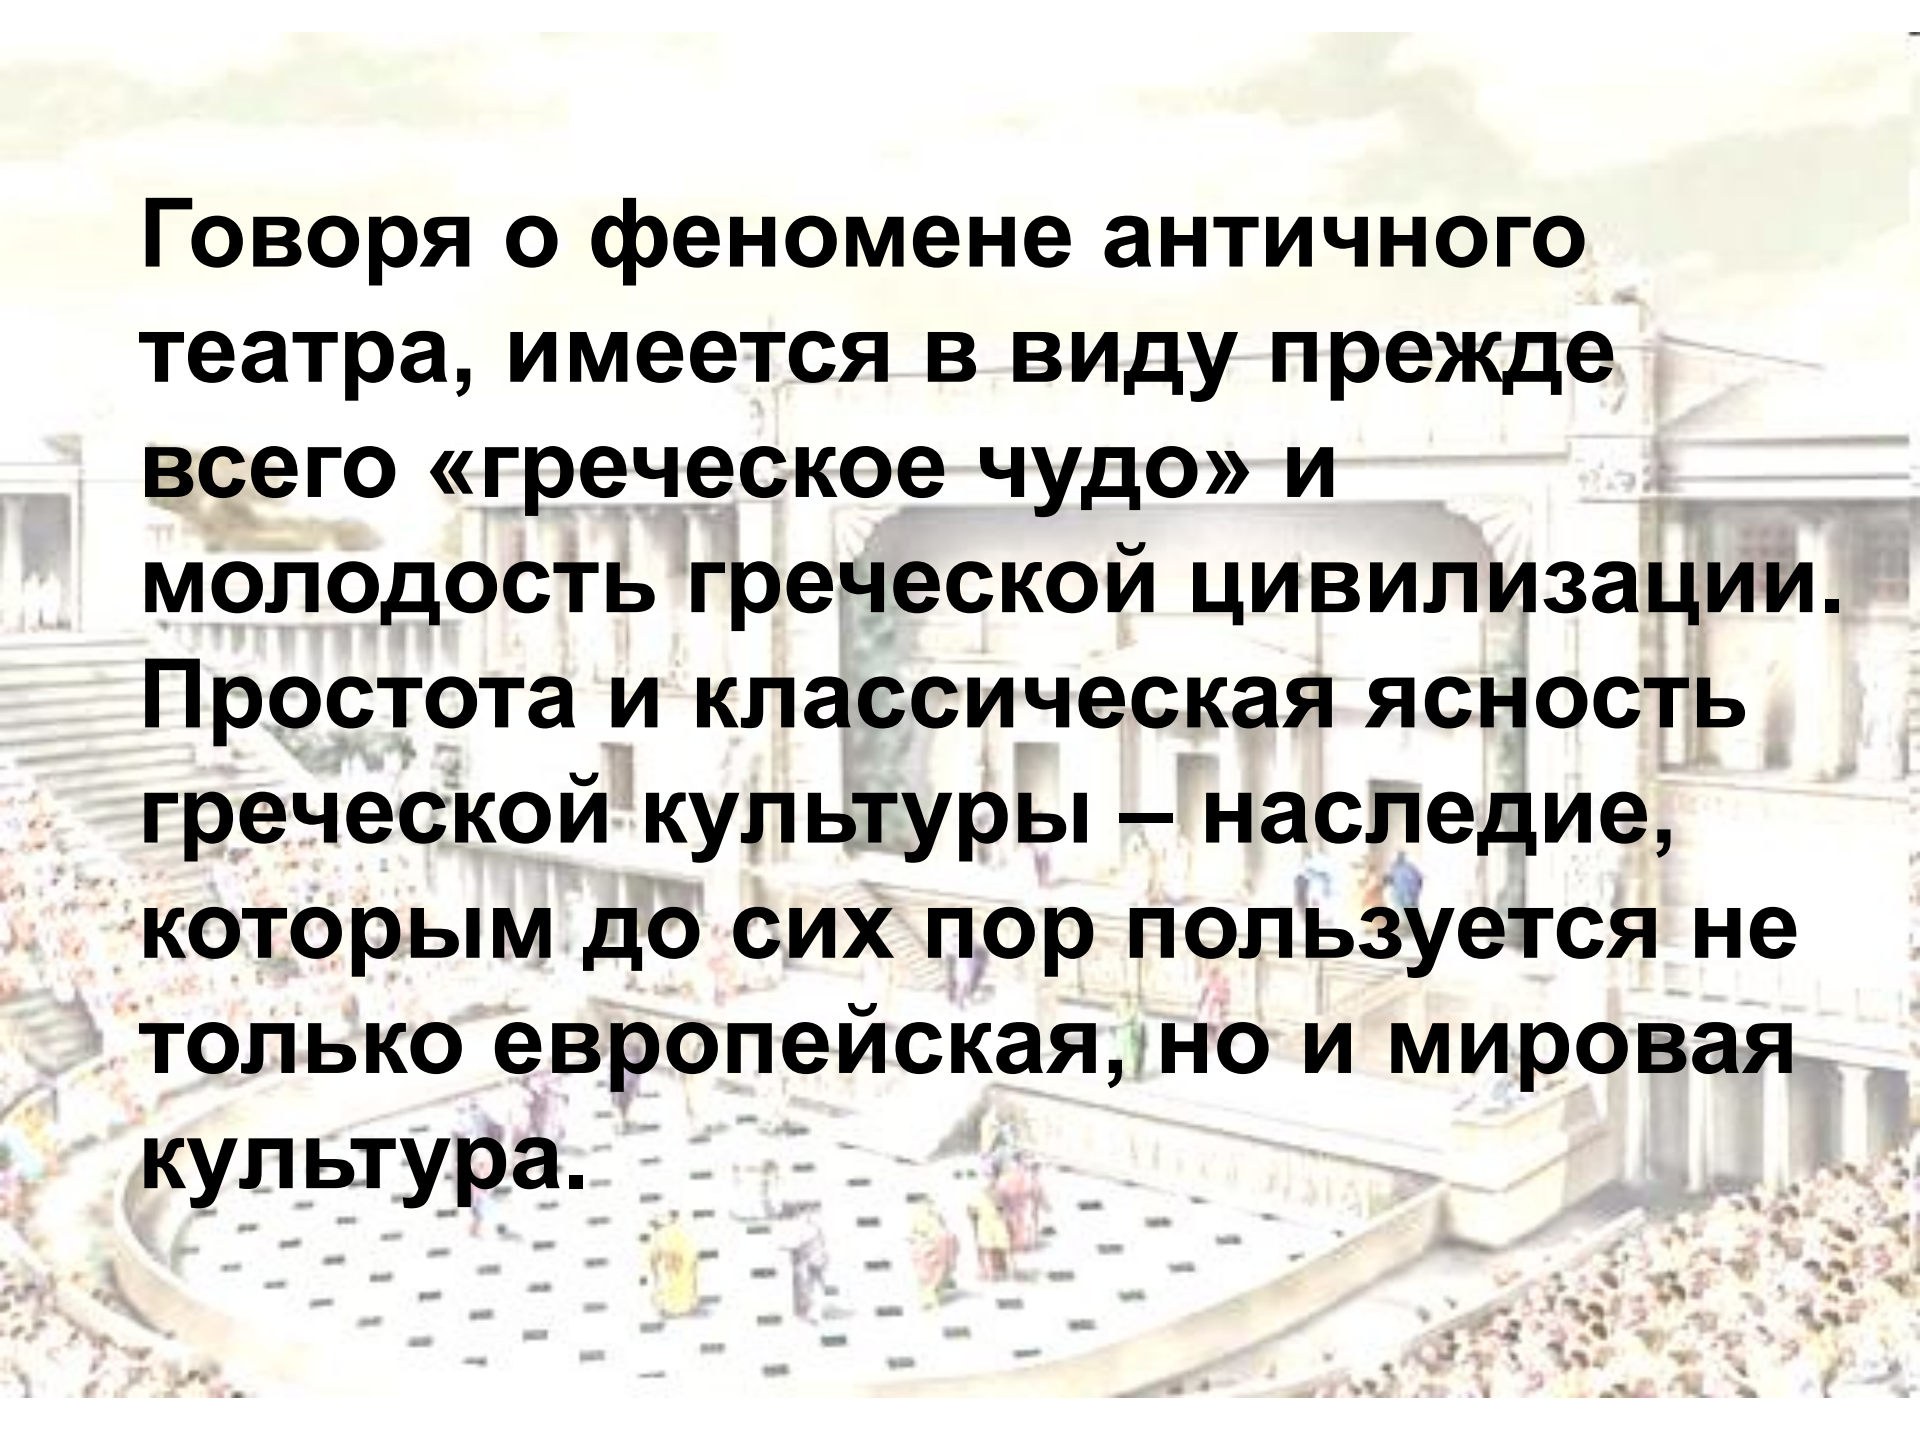 Говоря о феномене античного
театра, имеется в виду прежде
всего «греческое чудо» и
молодость греческой цивилизации.
Простота и классическая ясность
греческой культуры – наследие,
которым до сих пор пользуется не
только европейская, но и мировая
культура.